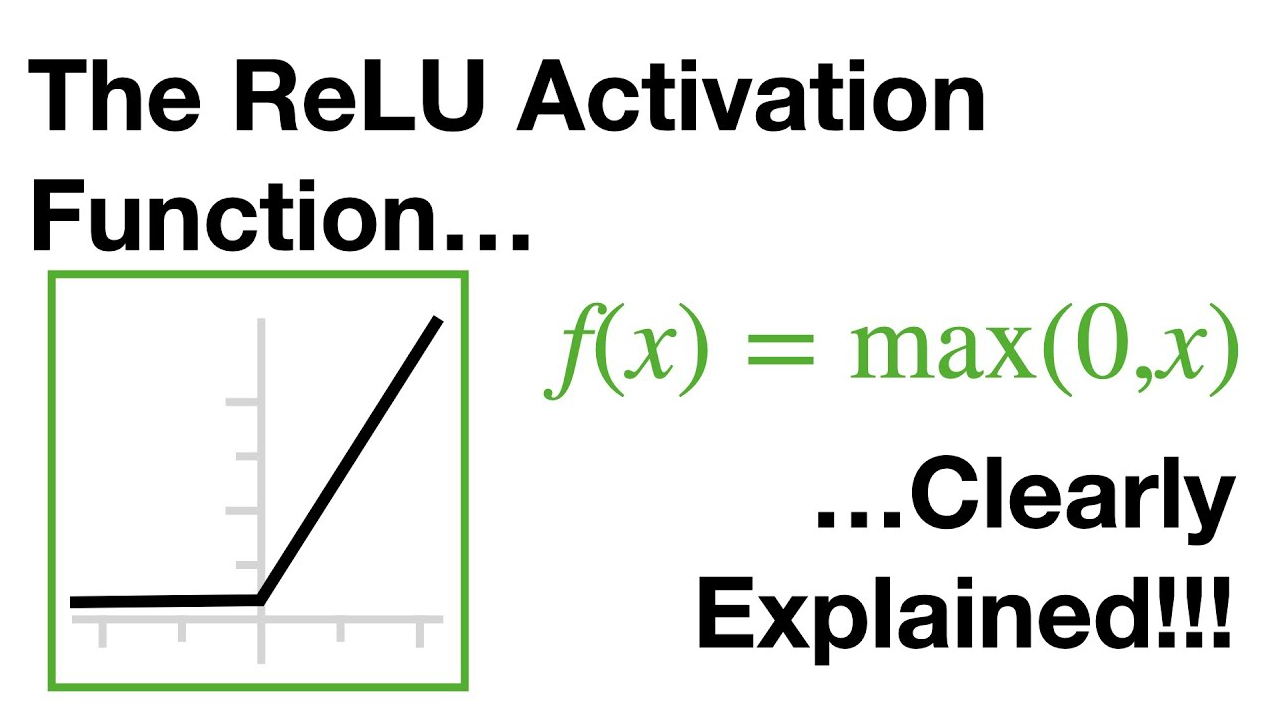 The ReLU Activation
Function…
f(x) = max(0,x)
…Clearly
Explained!!!